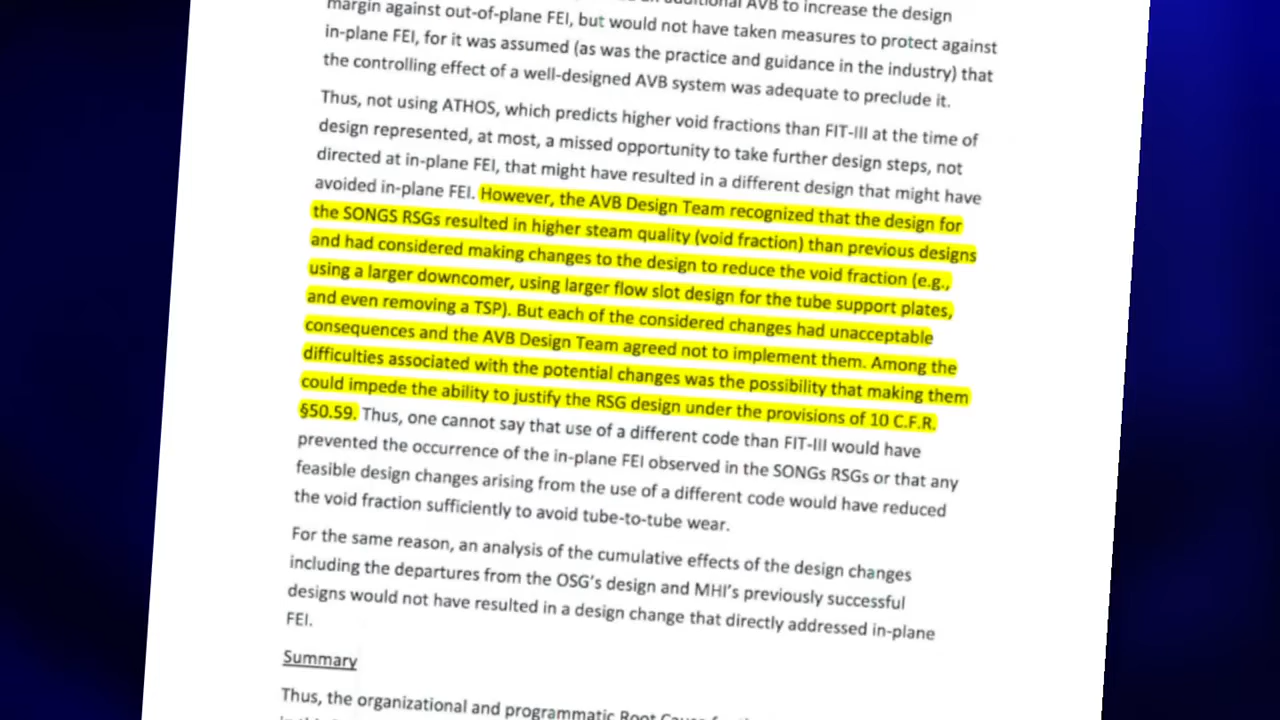 additional AVB to increase the design
margin against out-of-plane FEI, but would not have taken measures to protect against
in-plane FEI, for it was assumed (as was the practice and guidance in the industry) that
the controlling effect of a well-designed AVB system was adequate to preclude it.
Thus, not using ATHOS, which predicts higher void fractions than FIT-III at the time of
design represented, at most, a missed opportunity to take further design steps, not
directed at in-plane FEI, that might have resulted in a different design that might have
avoided in-plane FEI. However, the AVB Design Team recognized that the design for
the SONGS RSGs resulted in higher steam quality (void fraction) than previous designs
and had considered making changes to the design to reduce the void fraction (e.g.,
using a larger downcomer, using larger flow slot design for the tube support plates,
and even removing a TSP). But each of the considered changes had unacceptable
consequences and the AVB Design Team agreed not to implement them. Among the
difficulties associated with the potential changes was the possibility that making them
could impede the ability to justify the RSG design under the provisions of 10 C.F.R.
§50.59. Thus, one cannot say that use of a different code than FIT-III would have
prevented the occurrence of the in-plane FEI observed in the SONGs RSGs or that any
feasible design changes arising from the use of a different code would have reduced
the void fraction sufficiently to avoid tube-to-tube wear.
For the same reason, an analysis of the cumulative effects of the design changes
including the departures from the OSG's design and MHI's previously successful
designs would not have resulted in a design change that directly addressed in-plane
FEI.
Summary
Thus, the organizational and programmatic Root Cause